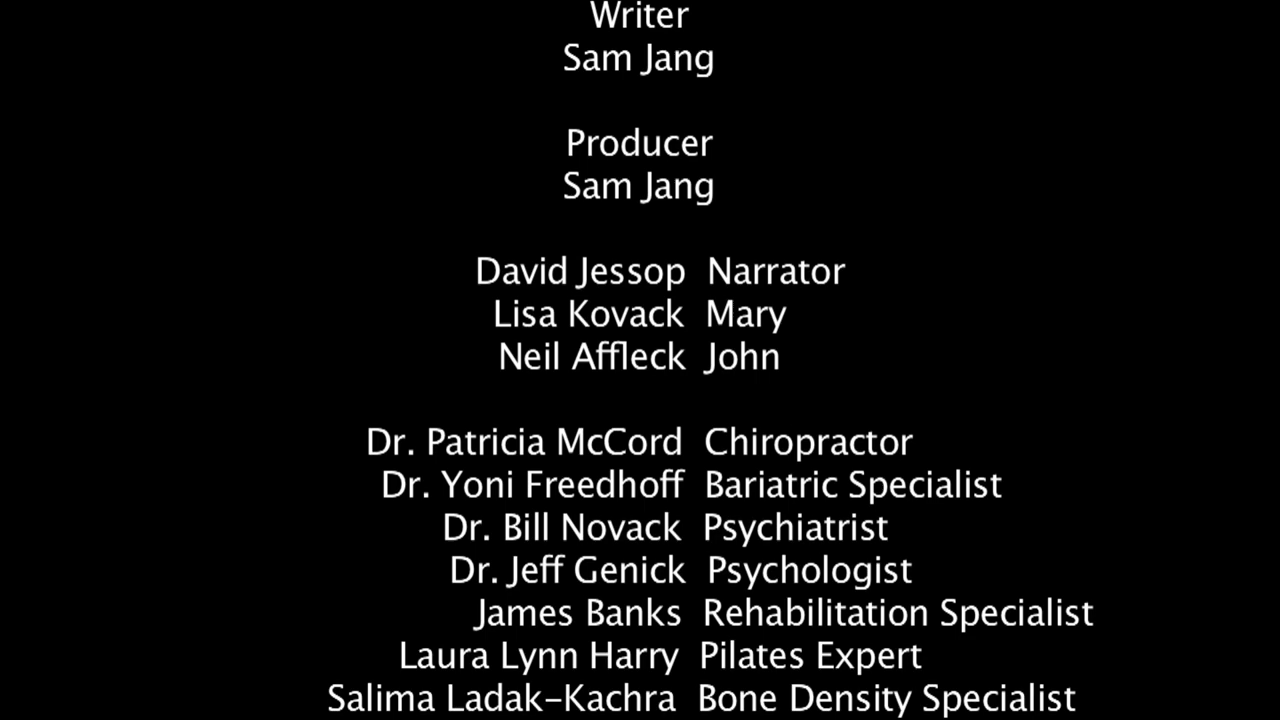 Writer
Sam Jang
Producer
Sam Jang
David Jessop Narrator
Lisa Kovack Mary
Neil Affleck John
Dr. Patricia McCord Chiropractor
Dr. Yoni Freedhoff Bariatric Specialist
Dr. Bill Novack Psychiatrist
Dr. Jeff Genick Psychologist
James Banks Rehabilitation Specialist
Laura Lynn Harry Pilates Expert
Salima Ladak-Kachra Bone Density Specialist